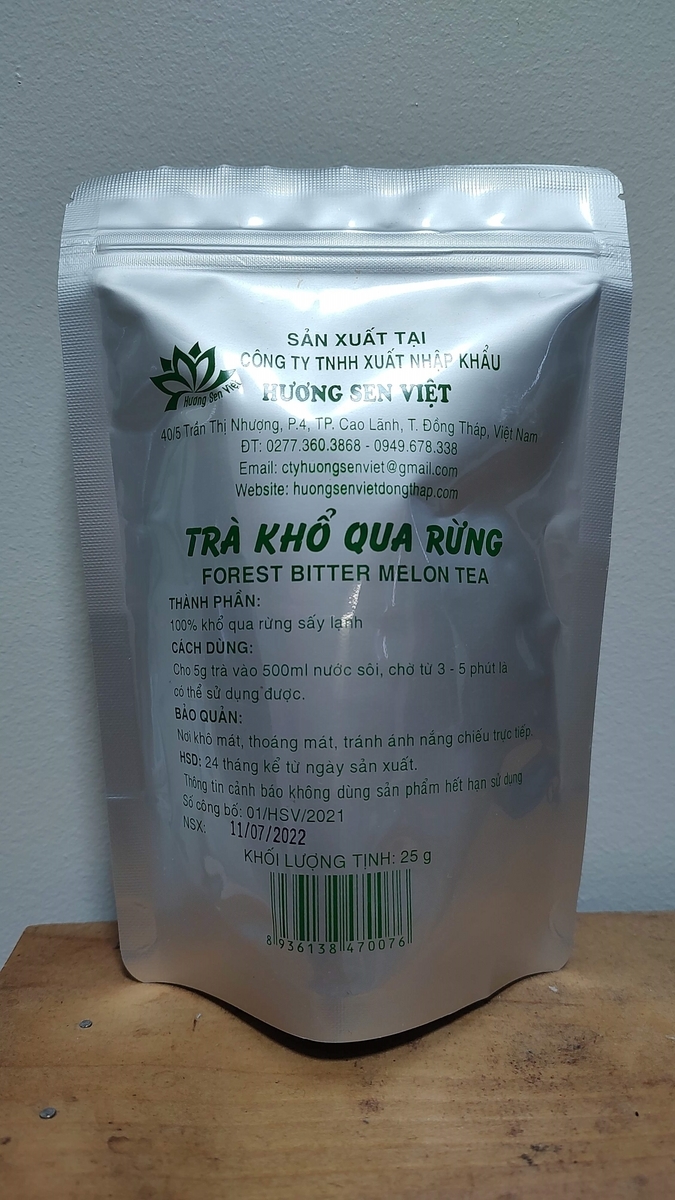 SẢN XUẤT TẠI
CÔNG TY TNHH XUẤT NHẬP KHẨU
HƯƠNG SEN VIỆT
Hương Sen Việt
40/5 Trần Thị Nhượng, P.4, TP. Cao Lãnh, T. Đồng Tháp, Việt Nam
ĐT: 0277.360.3868 - 0949.678.338
Email: ctyhuongsenviet@gmail.com
Website: huongsenvietdongthap.com
TRÀ KHỔ QUA RỪNG
FOREST BITTER MELON TEA
THÀNH PHẦN:
100% khổ qua rừng sấy lạnh
CÁCH DÙNG:
Cho 5g trà vào 500ml nước sôi, chờ từ 3 - 5 phút là
có thể sử dụng được.
BẢO QUẢN:
Nơi khô mát, thoáng mát, tránh ánh nắng chiếu trực tiếp.
HSD: 24 tháng kể từ ngày sản xuất.
Thông tin cảnh báo không dùng sản phẩm hết hạn sử dụng
Số công bố: 01/HSV/2021
NSX: 11/07/2022
KHỐI LƯỢNG TỊNH: 25 g
8 936138 470076